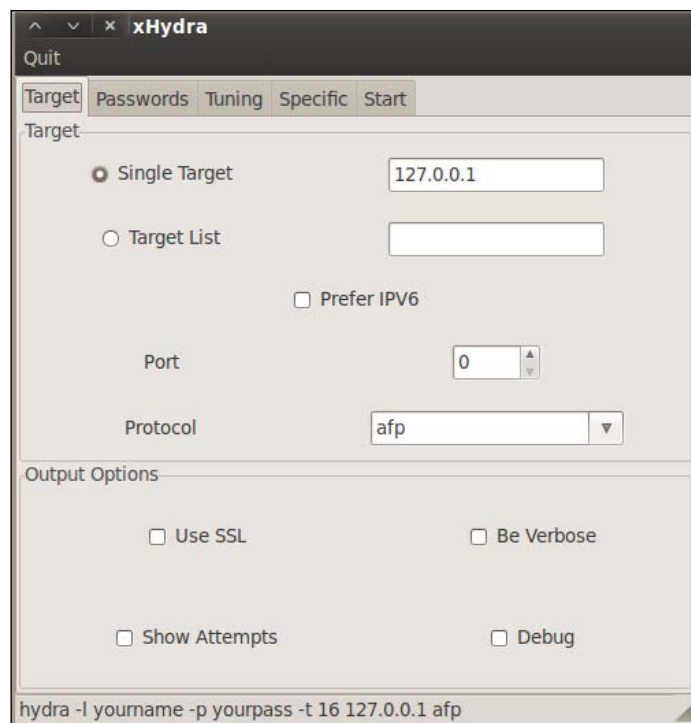 xHydra
Quit
Target Passwords Tuning Specific Start
Target
Single Target 127.0.0.1
Target List
Prefer IPV6
Port 0
Protocol afp
Output Options
Use SSL Be Verbose
Show Attempts Debug
hydra -l yourname -p yourpass -t 16 127.0.0.1 afp